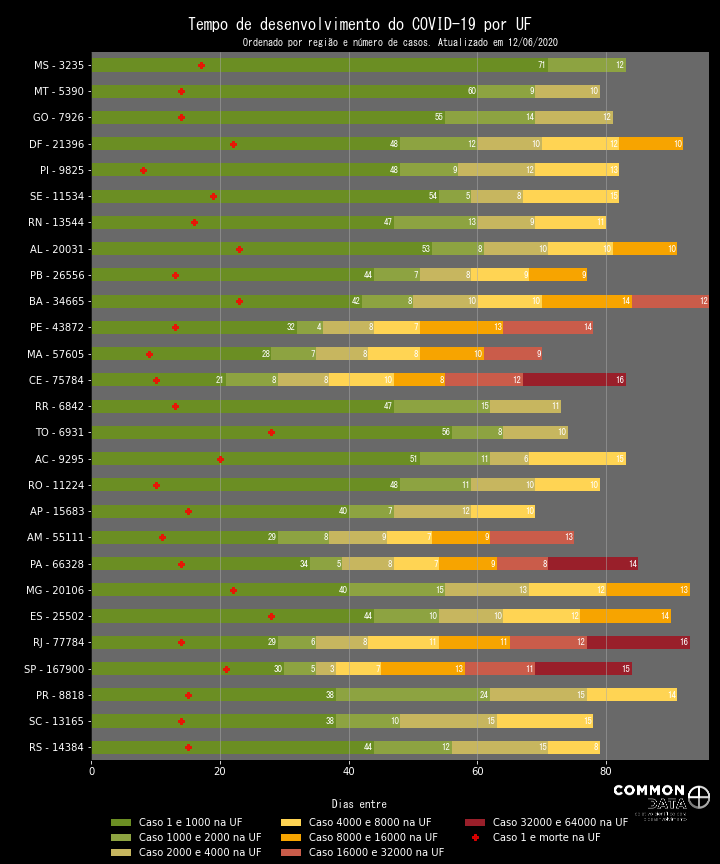 Tempo de desenvolvimento do COVID-19 por UF
Ordenado por região e número de casos. Atualizado em 12/06/2020
MS - 3235 71 12
MT - 5390 60 9 10
GO - 7926 55 14 12
DF - 21396 48 12 10 12 10
PI - 9825 48 9 12 13
SE - 11534 54 5 8 15
RN - 13544 47 13 9 11
AL - 20031 53 8 10 10 10
PB - 26556 44 7 8 9 9
BA - 34665 42 8 10 10 14 12
PE - 43872 32 4 8 7 13 14
MA - 57605 28 7 8 8 10 9
CE - 75784 21 8 8 10 8 12 16
RR - 6842 47 15 11
TO - 6931 56 8 10
AC - 9295 51 11 6 15
RO - 11224 48 11 10 10
AP - 15683 40 7 12 10
AM - 55111 29 8 9 7 9 13
PA - 66328 34 5 8 7 9 8 14
MG - 20106 40 15 13 12 13
ES - 25502 44 10 10 12 14
RJ - 77784 29 6 8 11 11 12 16
SP - 167900 30 5 3 7 13 11 15
PR - 8818 38 24 15 14
SC - 13165 38 10 15 15
RS - 14384 44 12 15 8
0 20 40 60 80
Dias entre
Caso 1 e 1000 na UF
Caso 1000 e 2000 na UF
Caso 2000 e 4000 na UF
Caso 4000 e 8000 na UF
Caso 8000 e 16000 na UF
Caso 16000 e 32000 na UF
Caso 32000 e 64000 na UF
Caso 1 e morte na UF
COMMON
DATA